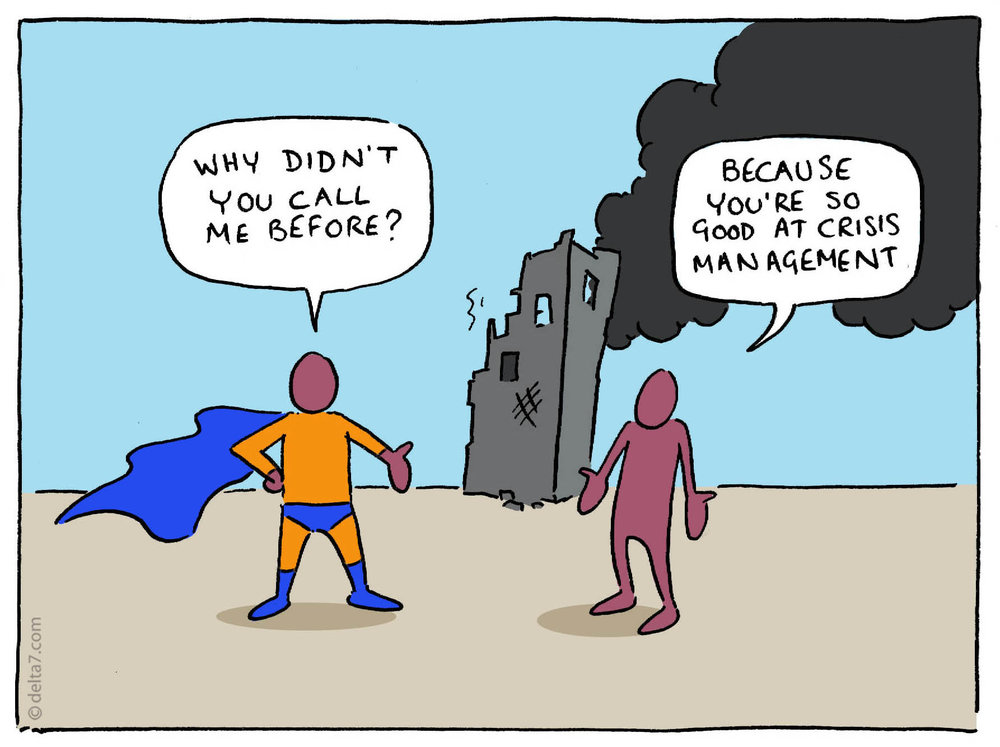 WHY DIDN'T
YOU CALL
ME BEFORE?
BECAUSE
YOU'RE SO
GOOD AT CRISIS
MANAGEMENT
© delta7.com